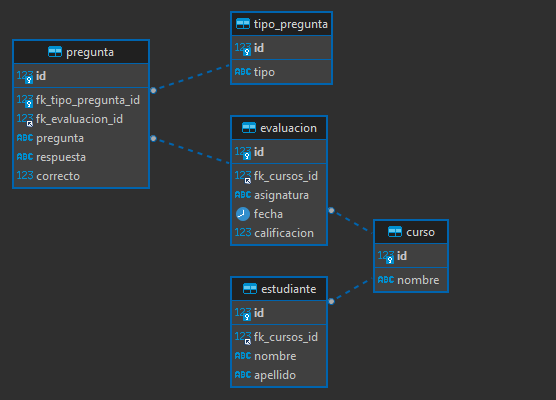 pregunta
123 id
123 fk_tipo_pregunta_id
123 fk_evaluacion_id
ABC pregunta
ABC respuesta
123 correcto
tipo_pregunta
123 id
ABC tipo
evaluacion
123 id
123 fk_cursos_id
ABC asignatura
fecha
123 calificacion
curso
123 id
ABC nombre
estudiante
123 id
123 fk_cursos_id
ABC nombre
ABC apellido